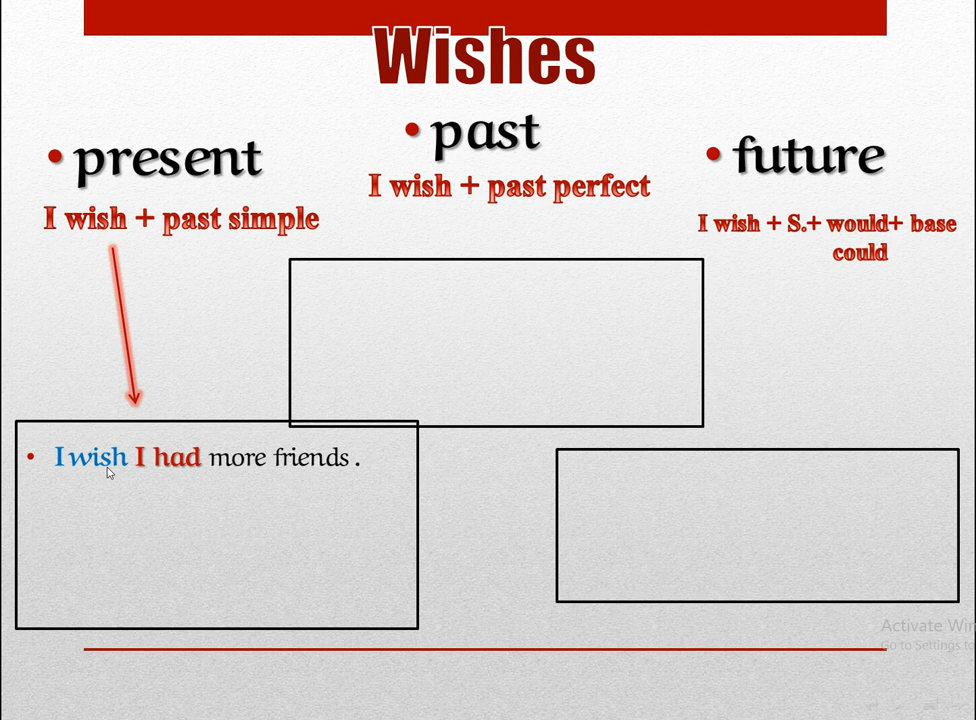 Wishes
• present
I wish + past simple
• past
I wish + past perfect
• future
I wish + S.+ would+ base
could
• I wish I had more friends .
Activate Win
Go to Settings to